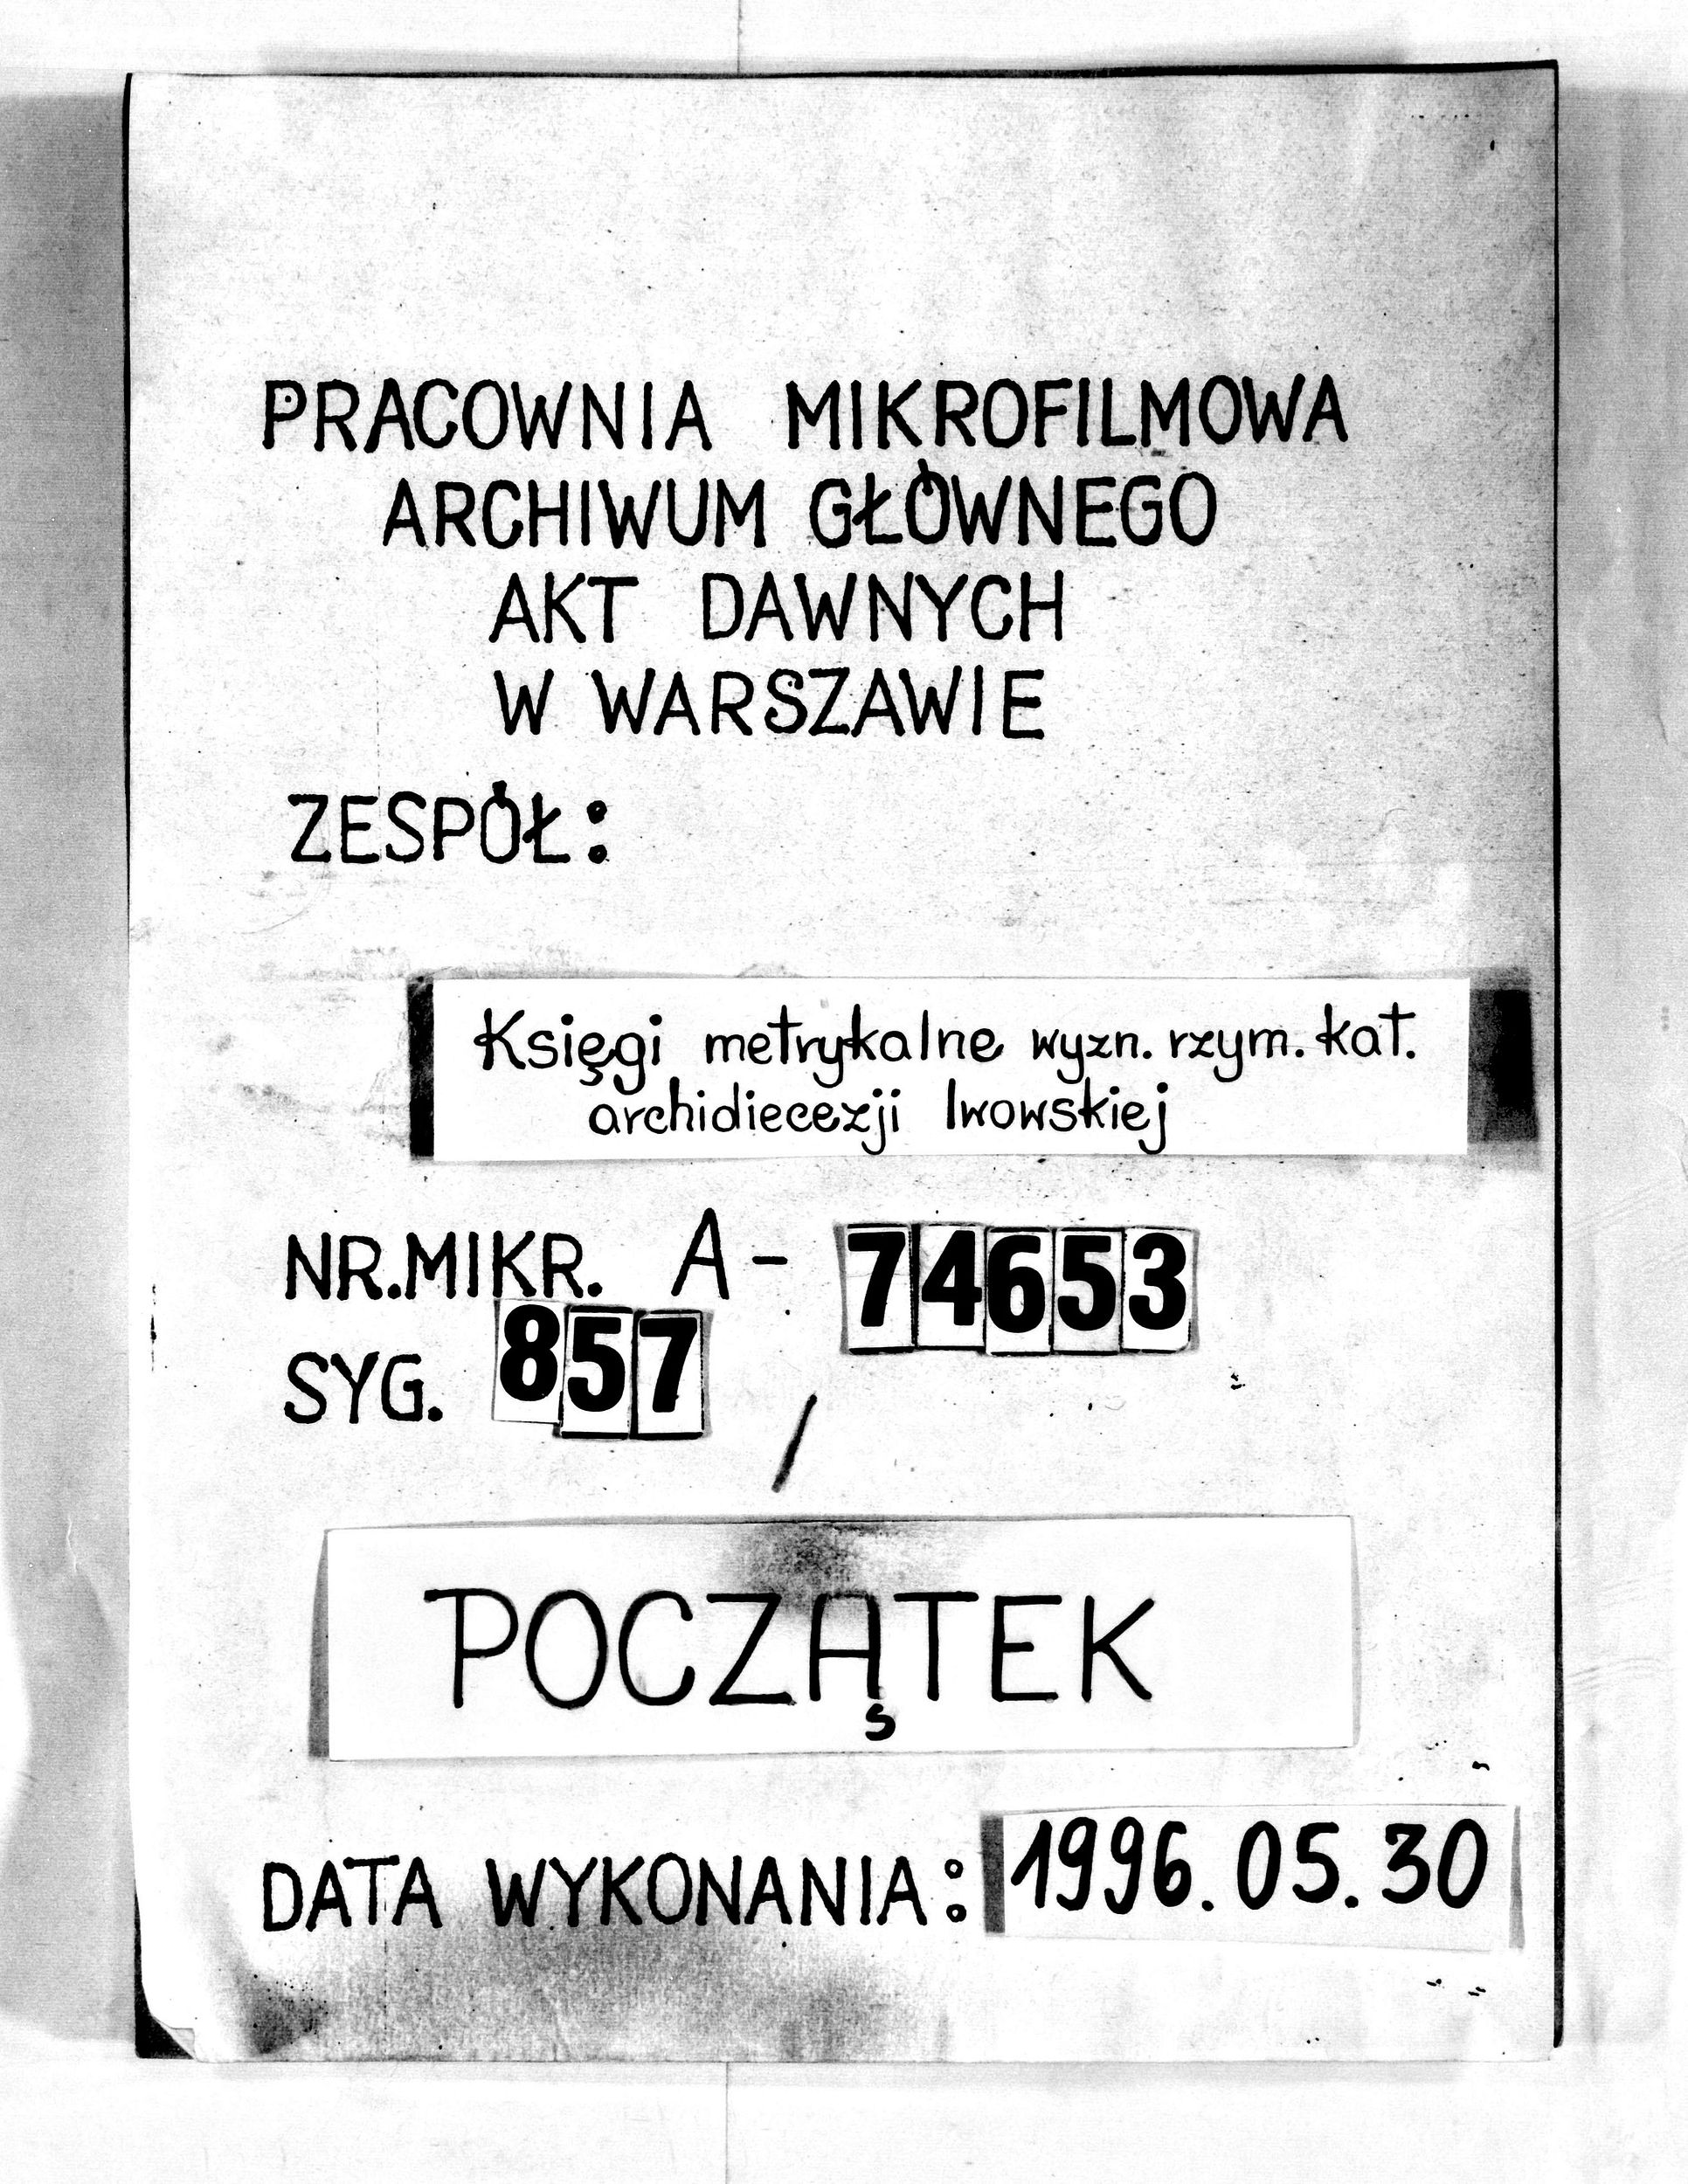 PRACOWNIA MIKROFILMOWA
ARCHIWUM GŁÓWNEGO
AKT DAWNYCH
W WARSZAWIE
ZESPÓŁ:
Księgi metrykalne wyzn. rzym. kat.
archidiecezji lwowskiej
NR.MIKR. A- 74653
SYG. 857 /
POCZĄTEK
DATA WYKONANIA: 1996.05.30